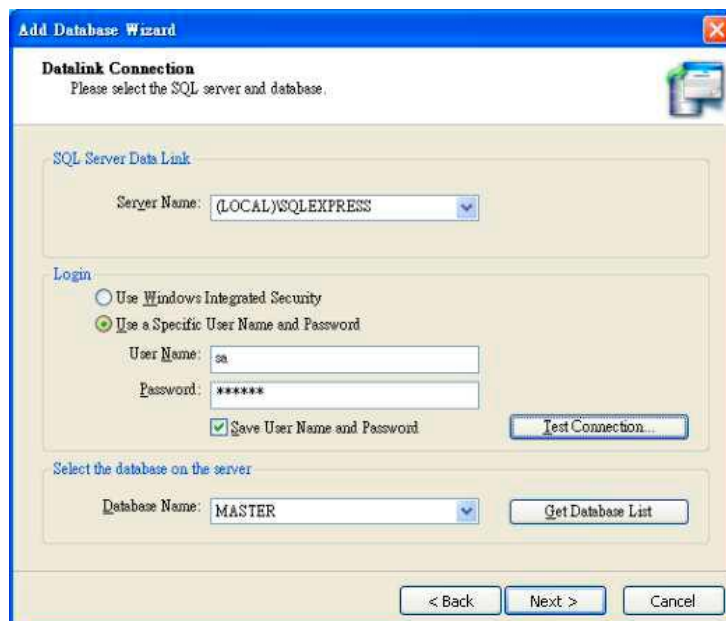 Add Database Wizard
Datalink Connection
Please select the SQL server and database.
SQL Server Data Link
Server Name: (LOCAL)\SQLEXPRESS
Login
Use Windows Integrated Security
Use a Specific User Name and Password
User Name: sa
Password: ******
Save User Name and Password Test Connection...
Select the database on the server
Database Name: MASTER Get Database List
< Back Next > Cancel